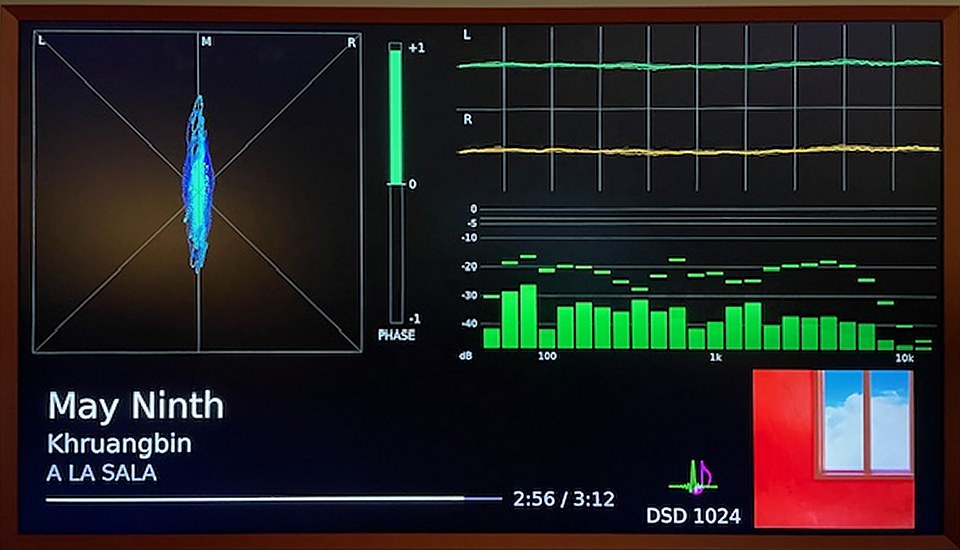 L M R
+1
0
-1
PHASE
L
R
0
-5
-10
-20
-30
-40
dB 100 1k 10k
May Ninth
Khruangbin
A LA SALA
2:56 / 3:12
DSD 1024